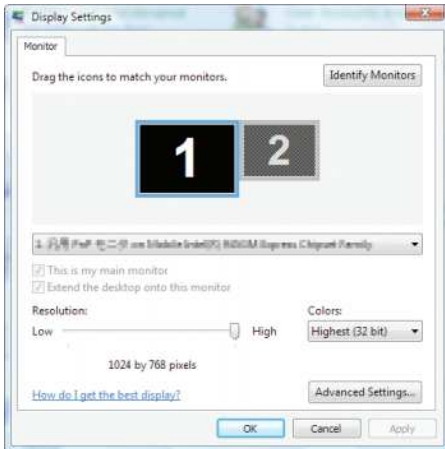 Display Settings
Monitor
Drag the icons to match your monitors.
Identify Monitors
1
2
This is my main monitor
Extend the desktop onto this monitor
Resolution:
Colors:
Low
High
Highest (32 bit)
1024 by 768 pixels
How do I get the best display?
Advanced Settings...
OK
Cancel
Apply